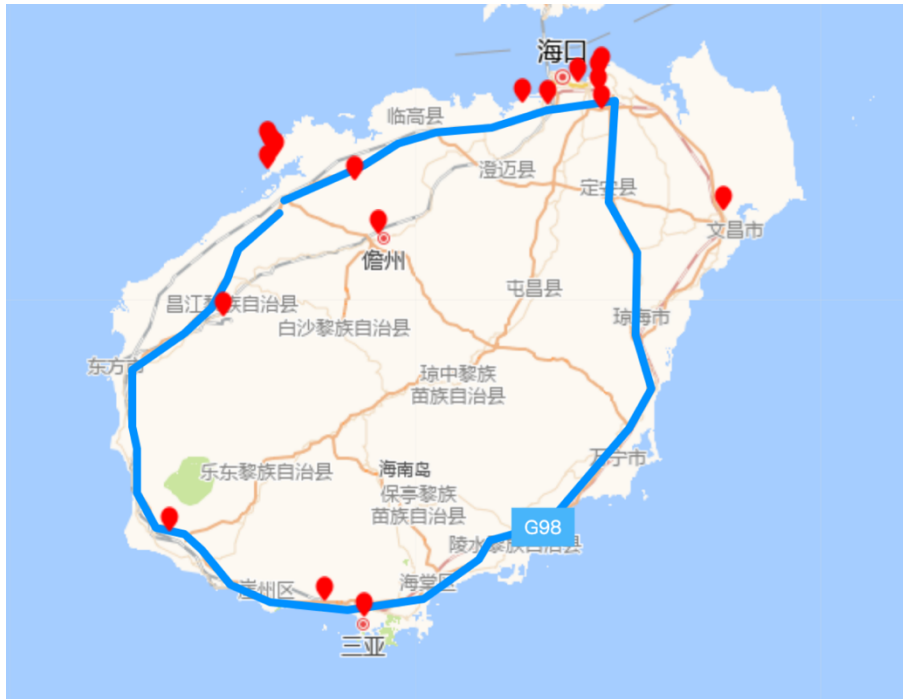 海口
临高县
澄迈县
定安县
文昌市
儋州
屯昌县
昌江黎族自治县
白沙黎族自治县
琼海市
东方市
琼中黎族
苗族自治县
万宁市
乐东黎族自治县
海南岛
保亭黎族
苗族自治县
G98
陵水黎族自治县
崖州区
海棠区
三亚